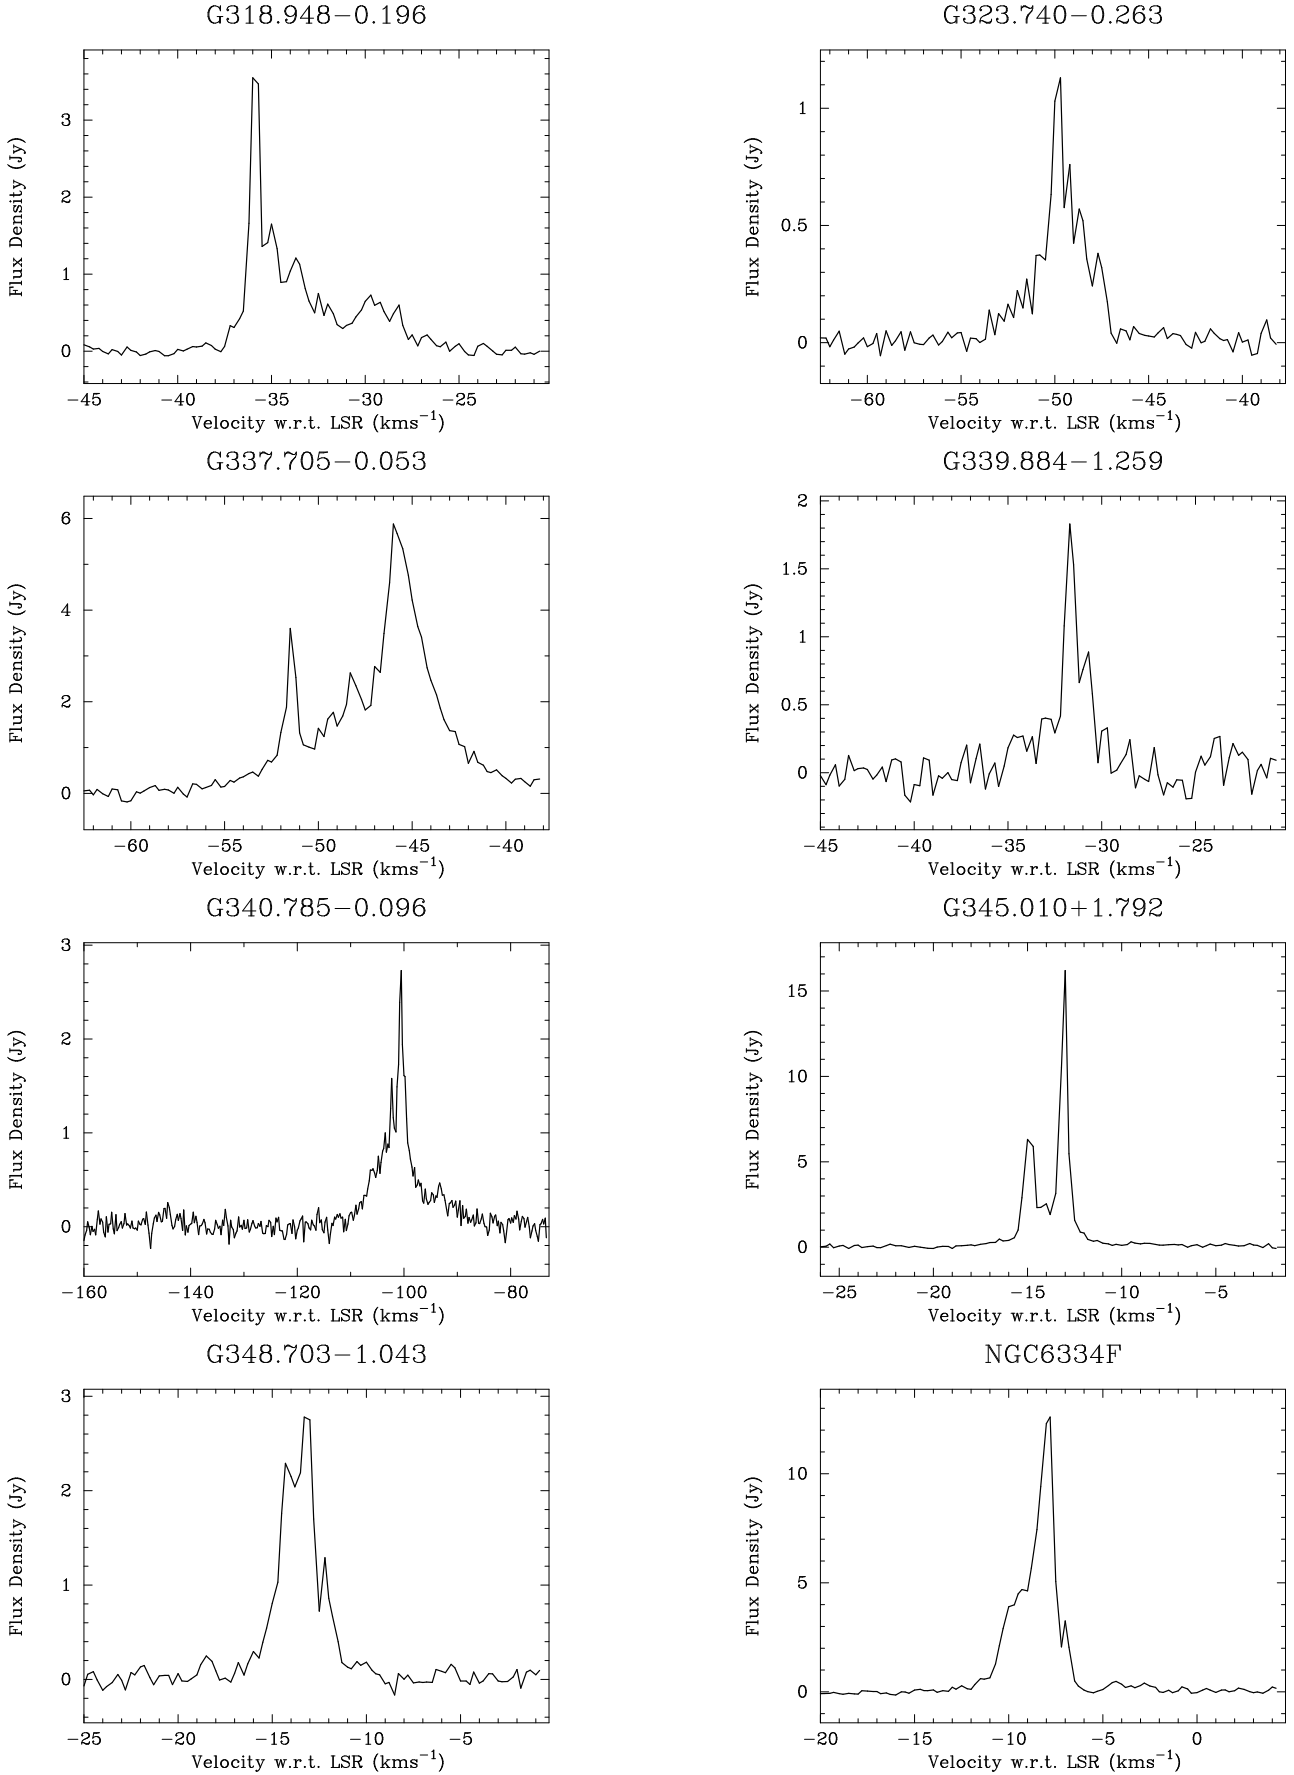 G318.948−0.196
G323.740−0.263
Flux Density (Jy)
3
2
1
0
−45 −40 −35 −30 −25
Velocity w.r.t. LSR (kms⁻¹)
Flux Density (Jy)
1
0.5
0
−60 −55 −50 −45 −40
Velocity w.r.t. LSR (kms⁻¹)
G337.705−0.053
G339.884−1.259
Flux Density (Jy)
6
4
2
0
−60 −55 −50 −45 −40
Velocity w.r.t. LSR (kms⁻¹)
Flux Density (Jy)
2
1.5
1
0.5
0
−45 −40 −35 −30 −25
Velocity w.r.t. LSR (kms⁻¹)
G340.785−0.096
G345.010+1.792
Flux Density (Jy)
3
2
1
0
−160 −140 −120 −100 −80
Velocity w.r.t. LSR (kms⁻¹)
Flux Density (Jy)
15
10
5
0
−25 −20 −15 −10 −5
Velocity w.r.t. LSR (kms⁻¹)
G348.703−1.043
NGC6334F
Flux Density (Jy)
3
2
1
0
−25 −20 −15 −10 −5
Velocity w.r.t. LSR (kms⁻¹)
Flux Density (Jy)
10
5
0
−20 −15 −10 −5 0
Velocity w.r.t. LSR (kms⁻¹)